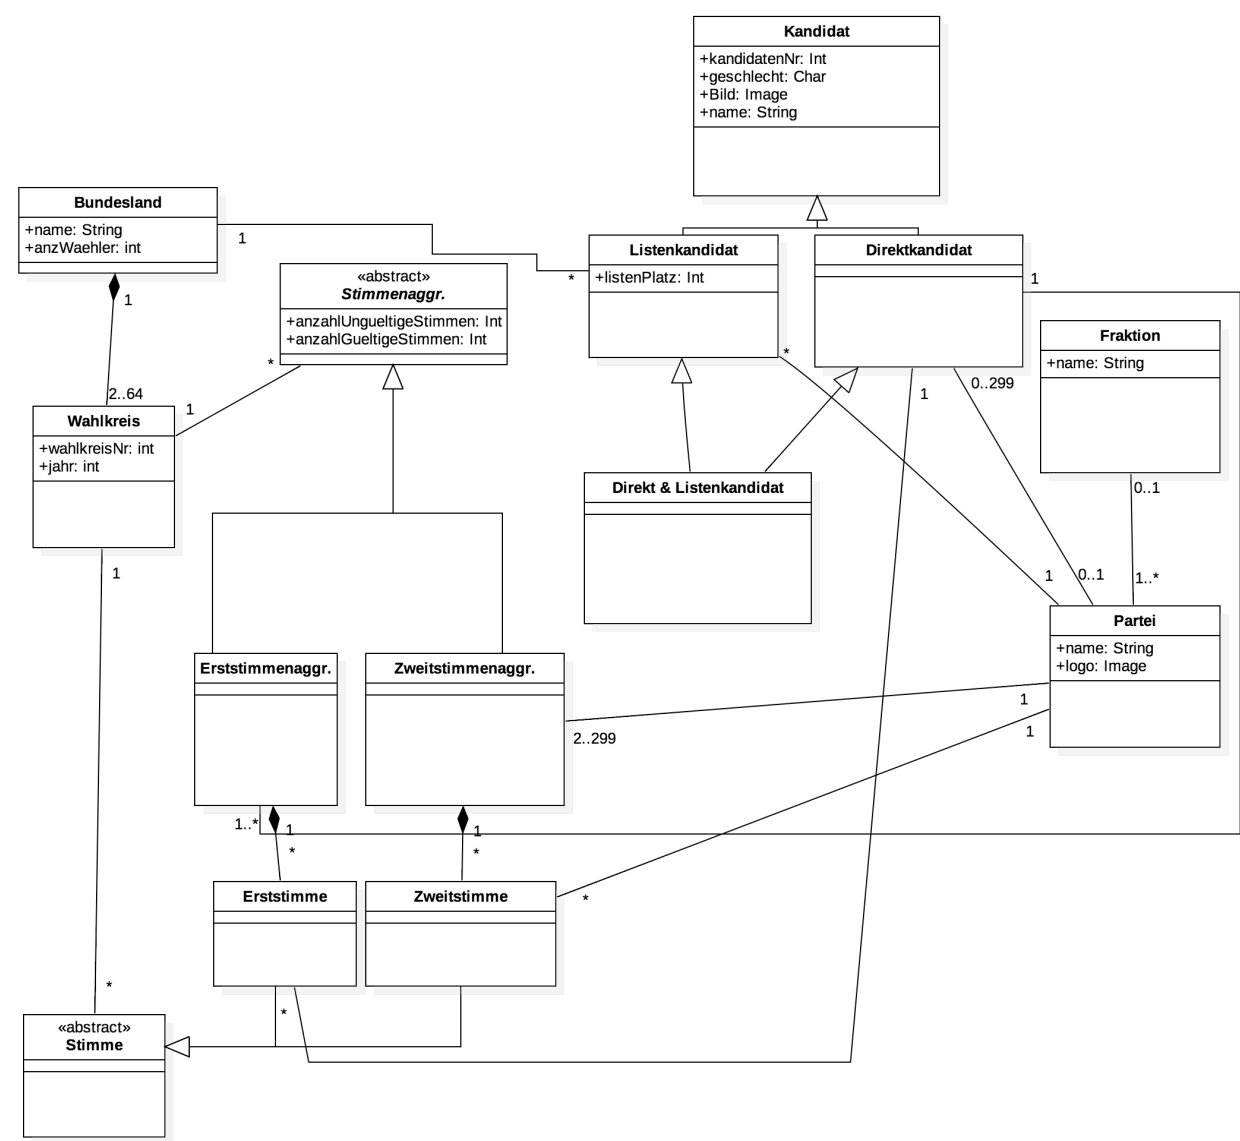 Kandidat
+kandidatenNr: Int
+geschlecht: Char
+Bild: Image
+name: String
Bundesland
+name: String
+anzWaehler: int
1
1
«abstract»
Stimmenaggr.
+anzahlUngueltigeStimmen: Int
+anzahlGueltigeStimmen: Int
*
Listenkandidat
+listenPlatz: Int
*
*
Direktkandidat
1
1
0..299
Fraktion
+name: String
0..1
2..64
Wahlkreis
+wahlkreisNr: int
+jahr: int
1
1
Direkt & Listenkandidat
1
0..1
1..*
Partei
+name: String
+logo: Image
1
1
Erststimmenaggr.
Zweitstimmenaggr.
2..299
1..*
1
*
1
*
Erststimme
Zweitstimme
*
*
*
«abstract»
Stimme